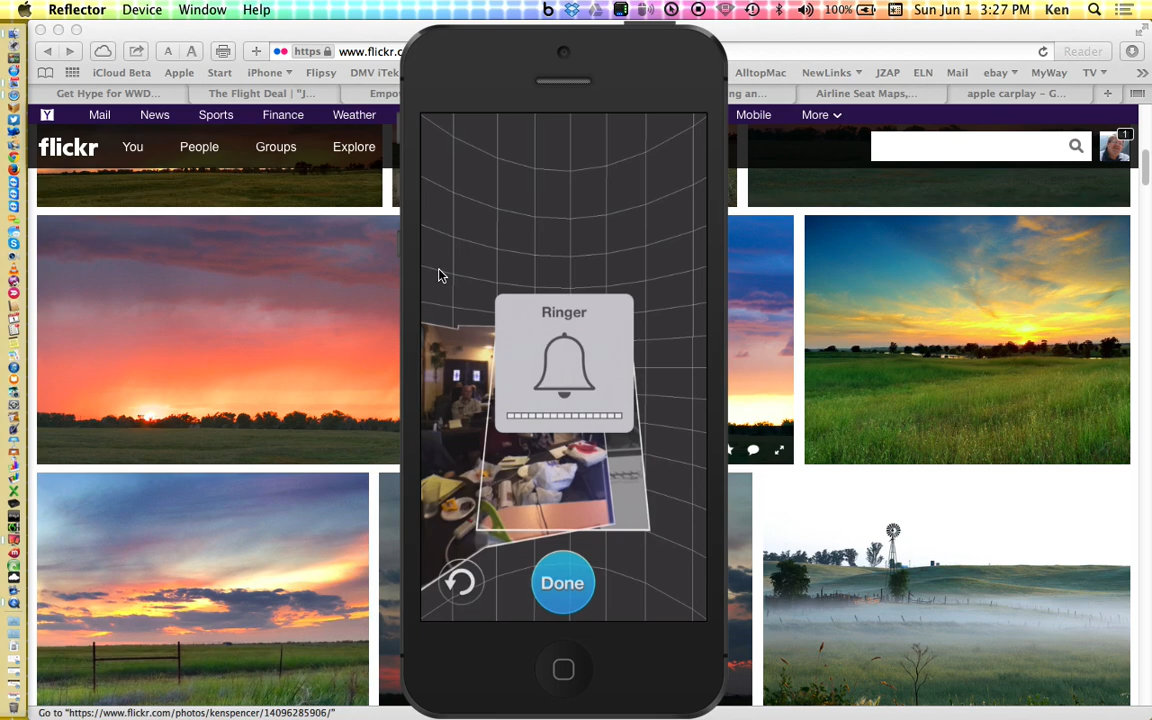 Reflector Device Window Help 100% Sun Jun 1 3:27 PM Ken
A A https www.flickr.c Reader
iCloud Beta Apple Start iPhone Flipsy DMV iTek AlltopMac NewLinks JZAP ELN Mail ebay MyWay TV
Get Hype for WWD... The Flight Deal | "J... Empo ng an... Airline Seat Maps,... apple carplay – G...
Y! Mail News Sports Finance Weather Mobile More
flickr You People Groups Explore 1
Ringer
Done
Go to "https://www.flickr.com/photos/kenspencer/14096285906/"